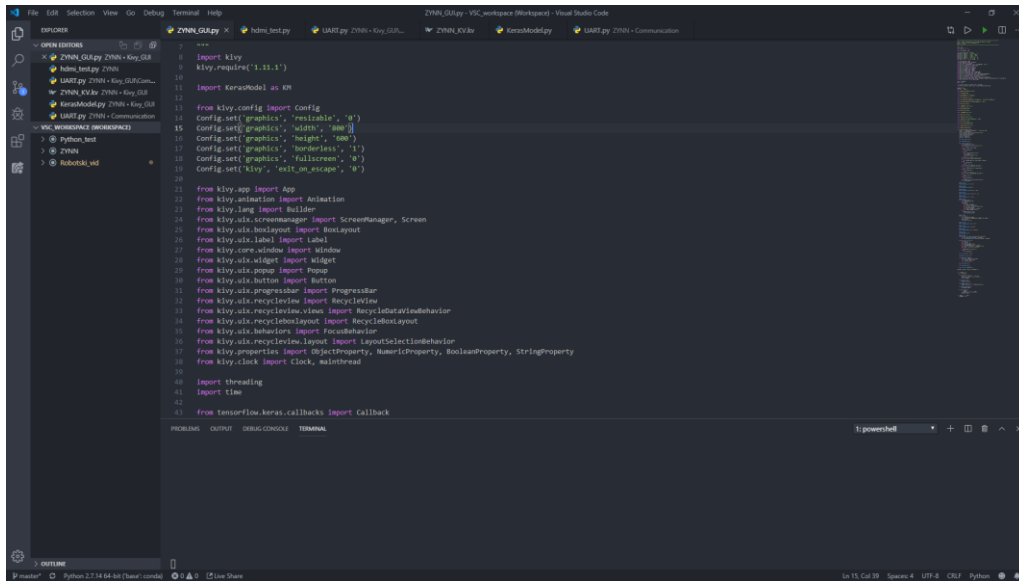 File Edit Selection View Go Debug Terminal Help
ZYNN_GUI.py - VSC_workspace (Workspace) - Visual Studio Code
EXPLORER
OPEN EDITORS
ZYNN_GUI.py ZYNN • Kivy_GUI
hdmi_test.py ZYNN
UART.py ZYNN • Kivy_GUI\Com...
ZYNN_KV.kv ZYNN • Kivy_GUI
KerasModel.py ZYNN • Kivy_GUI
UART.py ZYNN • Communication
VSC_WORKSPACE (WORKSPACE)
Python_test
ZYNN
Robotski_vid
OUTLINE
ZYNN_GUI.py hdmi_test.py UART.py ZYNN • Kivy_GUI\... ZYNN_KV.kv KerasModel.py UART.py ZYNN • Communication
7 """
8 import kivy
9 kivy.require('1.11.1')
10
11 import KerasModel as KM
12
13 from kivy.config import Config
14 Config.set('graphics', 'resizable', '0')
15 Config.set('graphics', 'width', '800')
16 Config.set('graphics', 'height', '600')
17 Config.set('graphics', 'borderless', '1')
18 Config.set('graphics', 'fullscreen', '0')
19 Config.set('kivy', 'exit_on_escape', '0')
20
21 from kivy.app import App
22 from kivy.animation import Animation
23 from kivy.lang import Builder
24 from kivy.uix.screenmanager import ScreenManager, Screen
25 from kivy.uix.boxlayout import BoxLayout
26 from kivy.uix.label import Label
27 from kivy.core.window import Window
28 from kivy.uix.widget import Widget
29 from kivy.uix.popup import Popup
30 from kivy.uix.button import Button
31 from kivy.uix.progressbar import ProgressBar
32 from kivy.uix.recycleview import RecycleView
33 from kivy.uix.recycleview.views import RecycleDataViewBehavior
34 from kivy.uix.recycleboxlayout import RecycleBoxLayout
35 from kivy.uix.behaviors import FocusBehavior
36 from kivy.uix.recycleview.layout import LayoutSelectionBehavior
37 from kivy.properties import ObjectProperty, NumericProperty, BooleanProperty, StringProperty
38 from kivy.clock import Clock, mainthread
39
40 import threading
41 import time
42
43 from tensorflow.keras.callbacks import Callback
PROBLEMS OUTPUT DEBUG CONSOLE TERMINAL
1: powershell
master* Python 2.7.14 64-bit ('base': conda) 0 0 Live Share
Ln 15, Col 39 Spaces: 4 UTF-8 CRLF Python